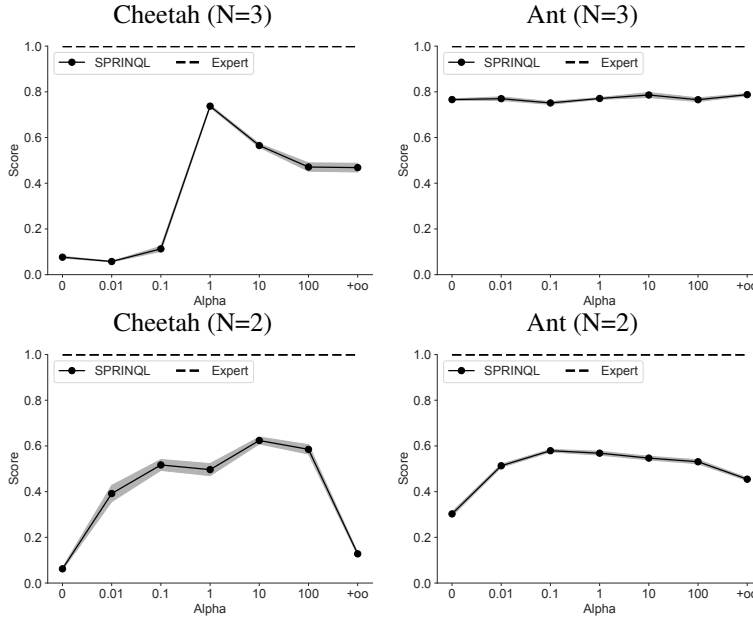 Cheetah (N=3)
1.0
0.8
0.6
0.4
0.2
0.0
Score
SPRINQL Expert
0 0.01 0.1 1 10 100 +oo
Alpha
Ant (N=3)
1.0
0.8
0.6
0.4
0.2
0.0
Score
SPRINQL Expert
0 0.01 0.1 1 10 100 +oo
Alpha
Cheetah (N=2)
1.0
0.8
0.6
0.4
0.2
0.0
Score
SPRINQL Expert
0 0.01 0.1 1 10 100 +oo
Alpha
Ant (N=2)
1.0
0.8
0.6
0.4
0.2
0.0
Score
SPRINQL Expert
0 0.01 0.1 1 10 100 +oo
Alpha